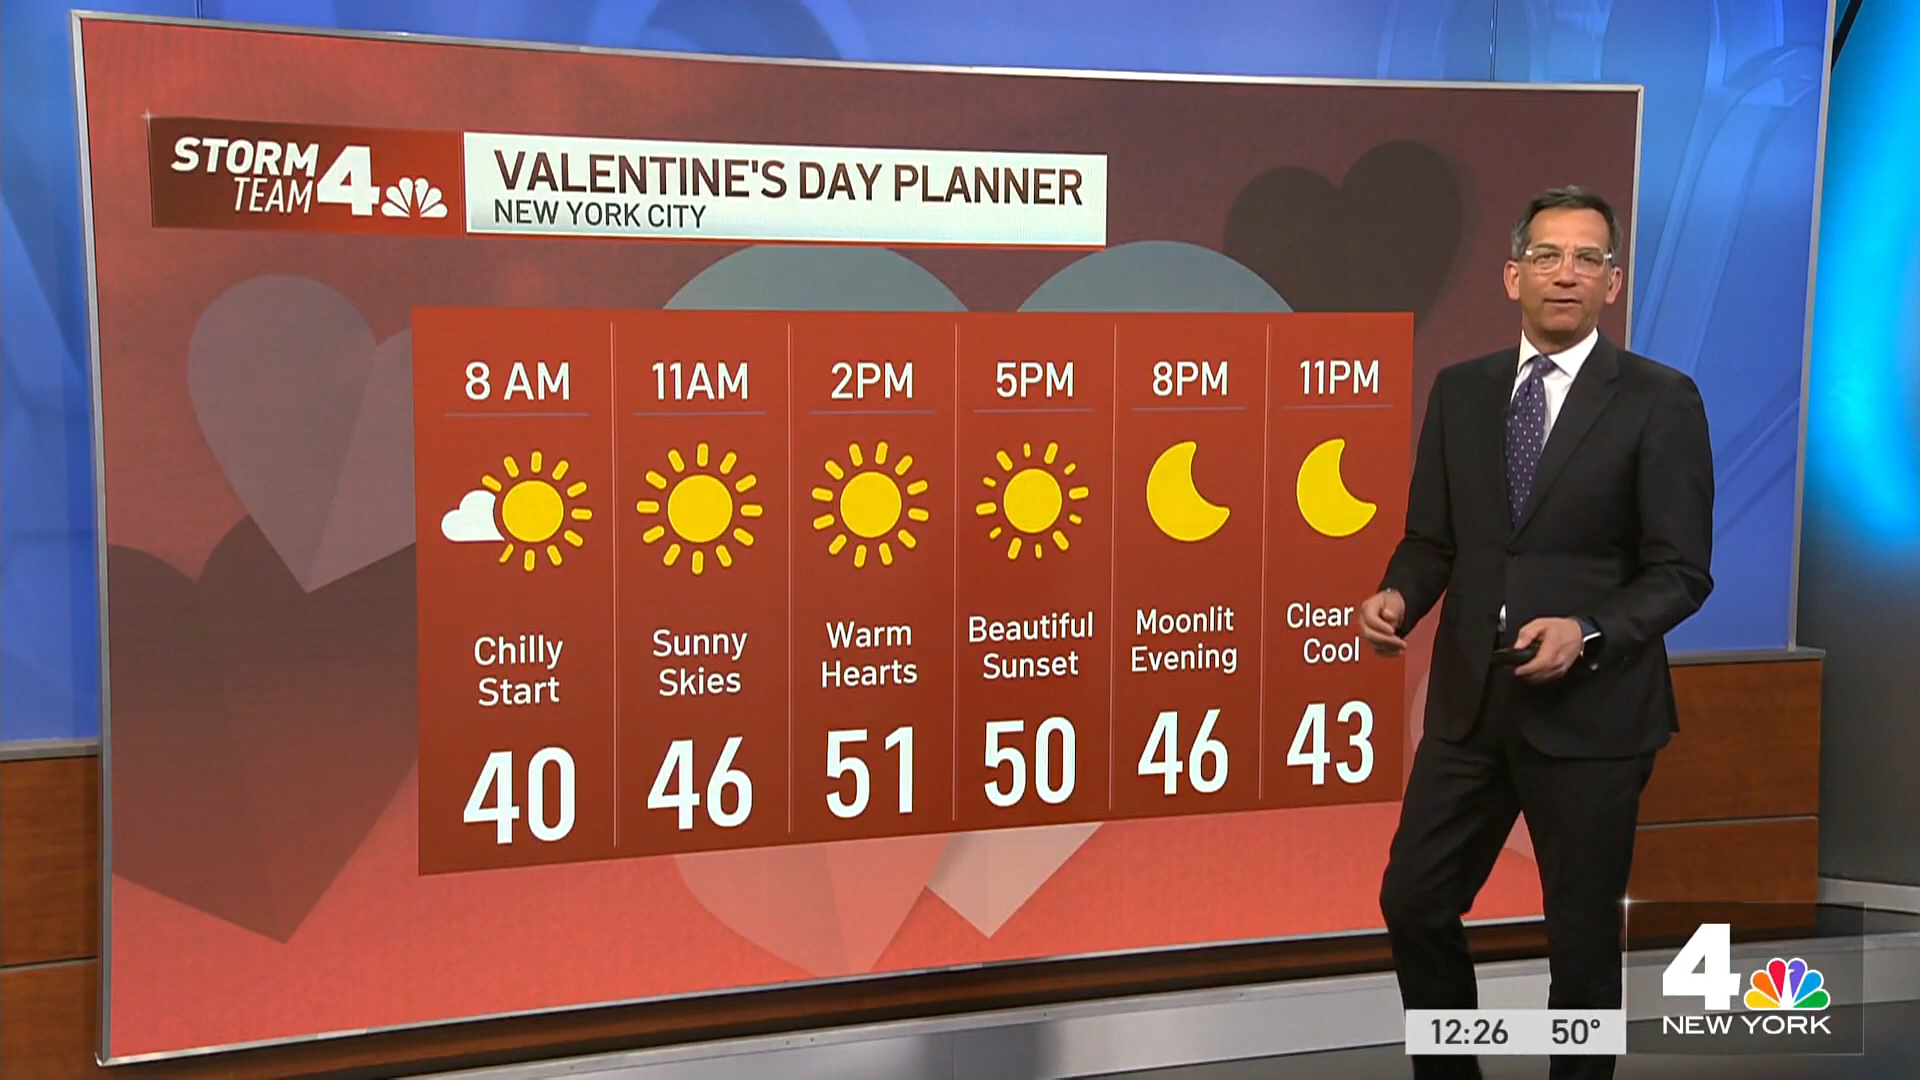 STORM
TEAM 4
VALENTINE'S DAY PLANNER
NEW YORK CITY
8 AM
11AM
2PM
5PM
8PM
11PM
Chilly
Start
Sunny
Skies
Warm
Hearts
Beautiful
Sunset
Moonlit
Evening
Clear
Cool
40
46
51
50
46
43
4
NEW YORK
12:26 50°